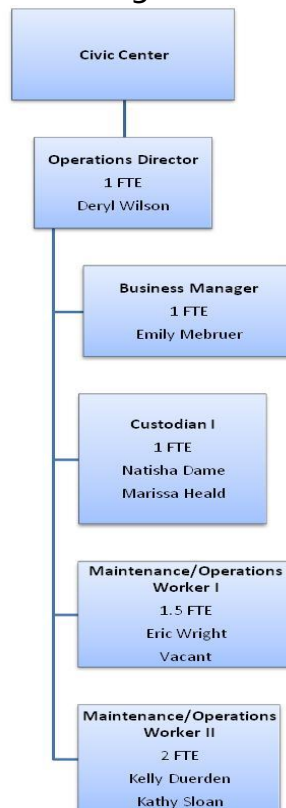 Civic Center
Operations Director
1 FTE
Deryl Wilson
Business Manager
1 FTE
Emily Mebruer
Custodian I
1 FTE
Natisha Dame
Marissa Heald
Maintenance/Operations
Worker I
1.5 FTE
Eric Wright
Vacant
Maintenance/Operations
Worker II
2 FTE
Kelly Duerden
Kathy Sloan